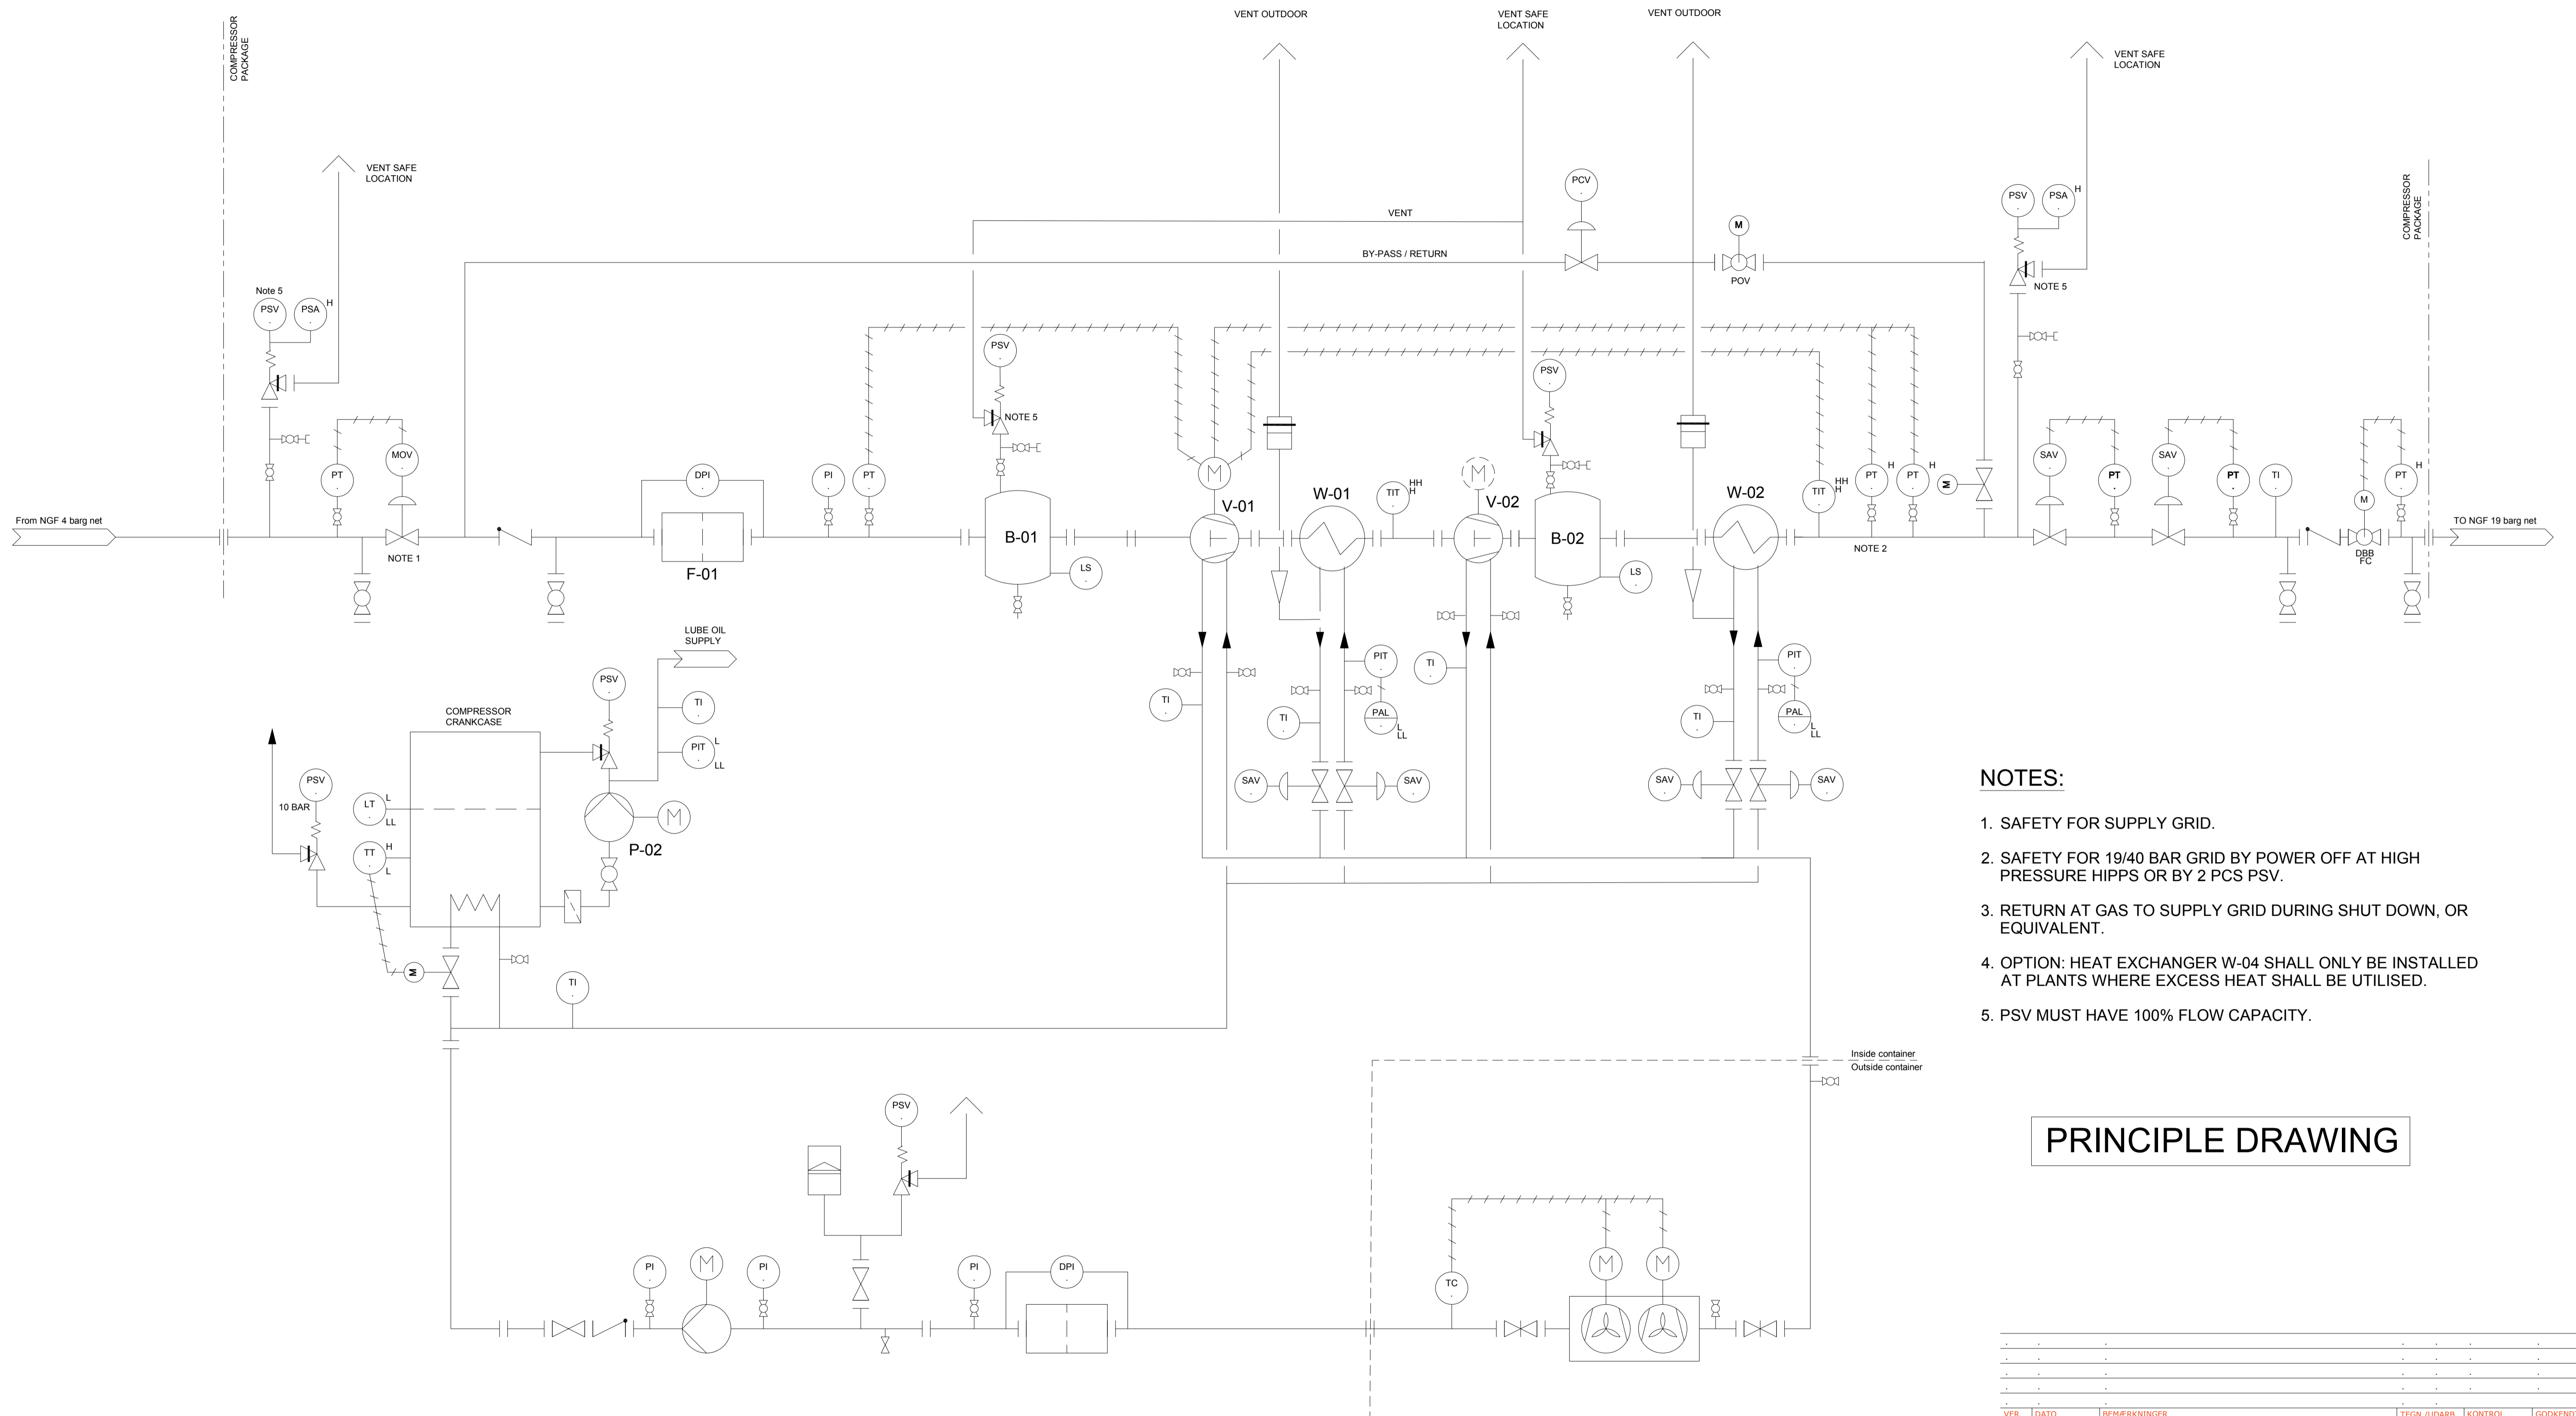 VENT OUTDOOR
VENT SAFE
LOCATION
VENT OUTDOOR
COMPRESSOR
PACKAGE
VENT SAFE
LOCATION
VENT SAFE
LOCATION
COMPRESSOR
PACKAGE
PCV
PSV
PSA
H
VENT
M
BY-PASS / RETURN
POV
NOTE 5
Note 5
PSV
PSA
H
PSV
PSV
NOTE 5
MOV
PT
DPI
PI
PT
M
M
TIT
HH
H
TIT
HH
H
PT
H
PT
H
M
SAV
PT
SAV
PT
TI
M
PT
H
V-01
W-01
V-02
W-02
From NGF 4 barg net
NOTE 1
F-01
B-01
LS
B-02
LS
NOTE 2
DBB
FC
TO NGF 19 barg net
LUBE OIL
SUPPLY
PSV
TI
PIT
L
LL
COMPRESSOR
CRANKCASE
PSV
10 BAR
LT
L
LL
TT
H
L
M
P-02
M
TI
TI
TI
PIT
PAL
L
LL
TI
TI
PIT
PAL
L
LL
SAV
SAV
SAV
SAV
NOTES:
1. SAFETY FOR SUPPLY GRID.
2. SAFETY FOR 19/40 BAR GRID BY POWER OFF AT HIGH
PRESSURE HIPPS OR BY 2 PCS PSV.
3. RETURN AT GAS TO SUPPLY GRID DURING SHUT DOWN, OR
EQUIVALENT.
4. OPTION: HEAT EXCHANGER W-04 SHALL ONLY BE INSTALLED
AT PLANTS WHERE EXCESS HEAT SHALL BE UTILISED.
5. PSV MUST HAVE 100% FLOW CAPACITY.
Inside container
Outside container
PRINCIPLE DRAWING
PSV
PI
M
PI
PI
DPI
TC
M
M
VER. DATO BEMÆRKNINGER TEGN./UDARB. KONTROL GODKENDT